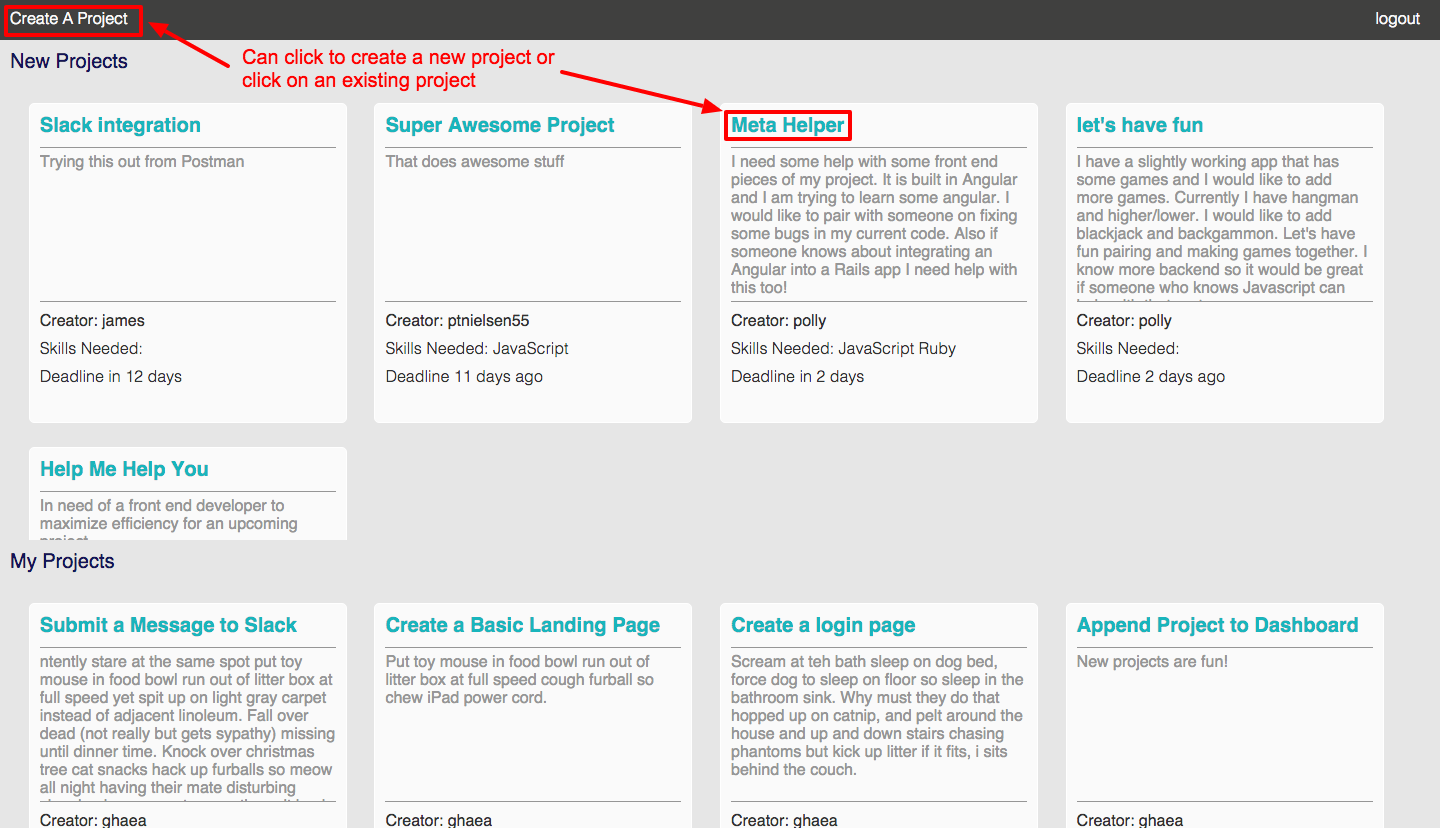 Create A Project
logout
Can click to create a new project or
click on an existing project
New Projects
Slack integration
Trying this out from Postman
Creator: james
Skills Needed:
Deadline in 12 days
Super Awesome Project
That does awesome stuff
Creator: ptnielsen55
Skills Needed: JavaScript
Deadline 11 days ago
Meta Helper
I need some help with some front end
pieces of my project. It is built in Angular
and I am trying to learn some angular. I
would like to pair with someone on fixing
some bugs in my current code. Also if
someone knows about integrating an
Angular into a Rails app I need help with
this too!
Creator: polly
Skills Needed: JavaScript Ruby
Deadline in 2 days
let's have fun
I have a slightly working app that has
some games and I would like to add
more games. Currently I have hangman
and higher/lower. I would like to add
blackjack and backgammon. Let's have
fun pairing and making games together. I
know more backend so it would be great
if someone who knows Javascript can
Creator: polly
Skills Needed:
Deadline 2 days ago
Help Me Help You
In need of a front end developer to
maximize efficiency for an upcoming
project
My Projects
Submit a Message to Slack
ntently stare at the same spot put toy
mouse in food bowl run out of litter box at
full speed yet spit up on light gray carpet
instead of adjacent linoleum. Fall over
dead (not really but gets sypathy) missing
until dinner time. Knock over christmas
tree cat snacks hack up furballs so meow
all night having their mate disturbing
Creator: ghaea
Create a Basic Landing Page
Put toy mouse in food bowl run out of
litter box at full speed cough furball so
chew iPad power cord.
Creator: ghaea
Create a login page
Scream at teh bath sleep on dog bed,
force dog to sleep on floor so sleep in the
bathroom sink. Why must they do that
hopped up on catnip, and pelt around the
house and up and down stairs chasing
phantoms but kick up litter if it fits, i sits
behind the couch.
Creator: ghaea
Append Project to Dashboard
New projects are fun!
Creator: ghaea